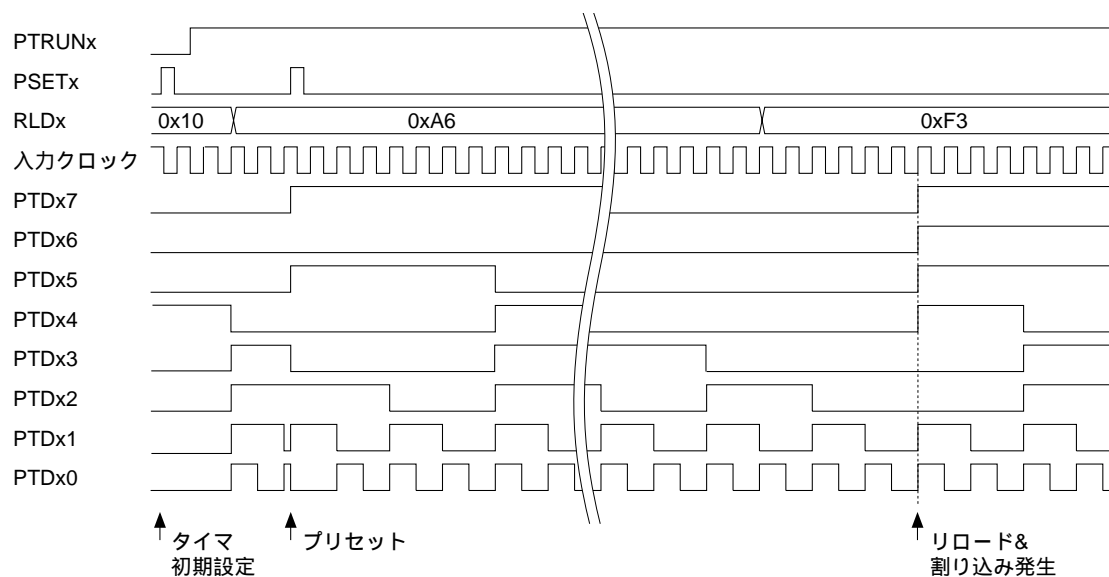 PTRUNx
PSETx
RLDx 0x10 0xA6 0xF3
入力クロック
PTDx7
PTDx6
PTDx5
PTDx4
PTDx3
PTDx2
PTDx1
PTDx0
タイマ
初期設定
プリセット
リロード&
割り込み発生